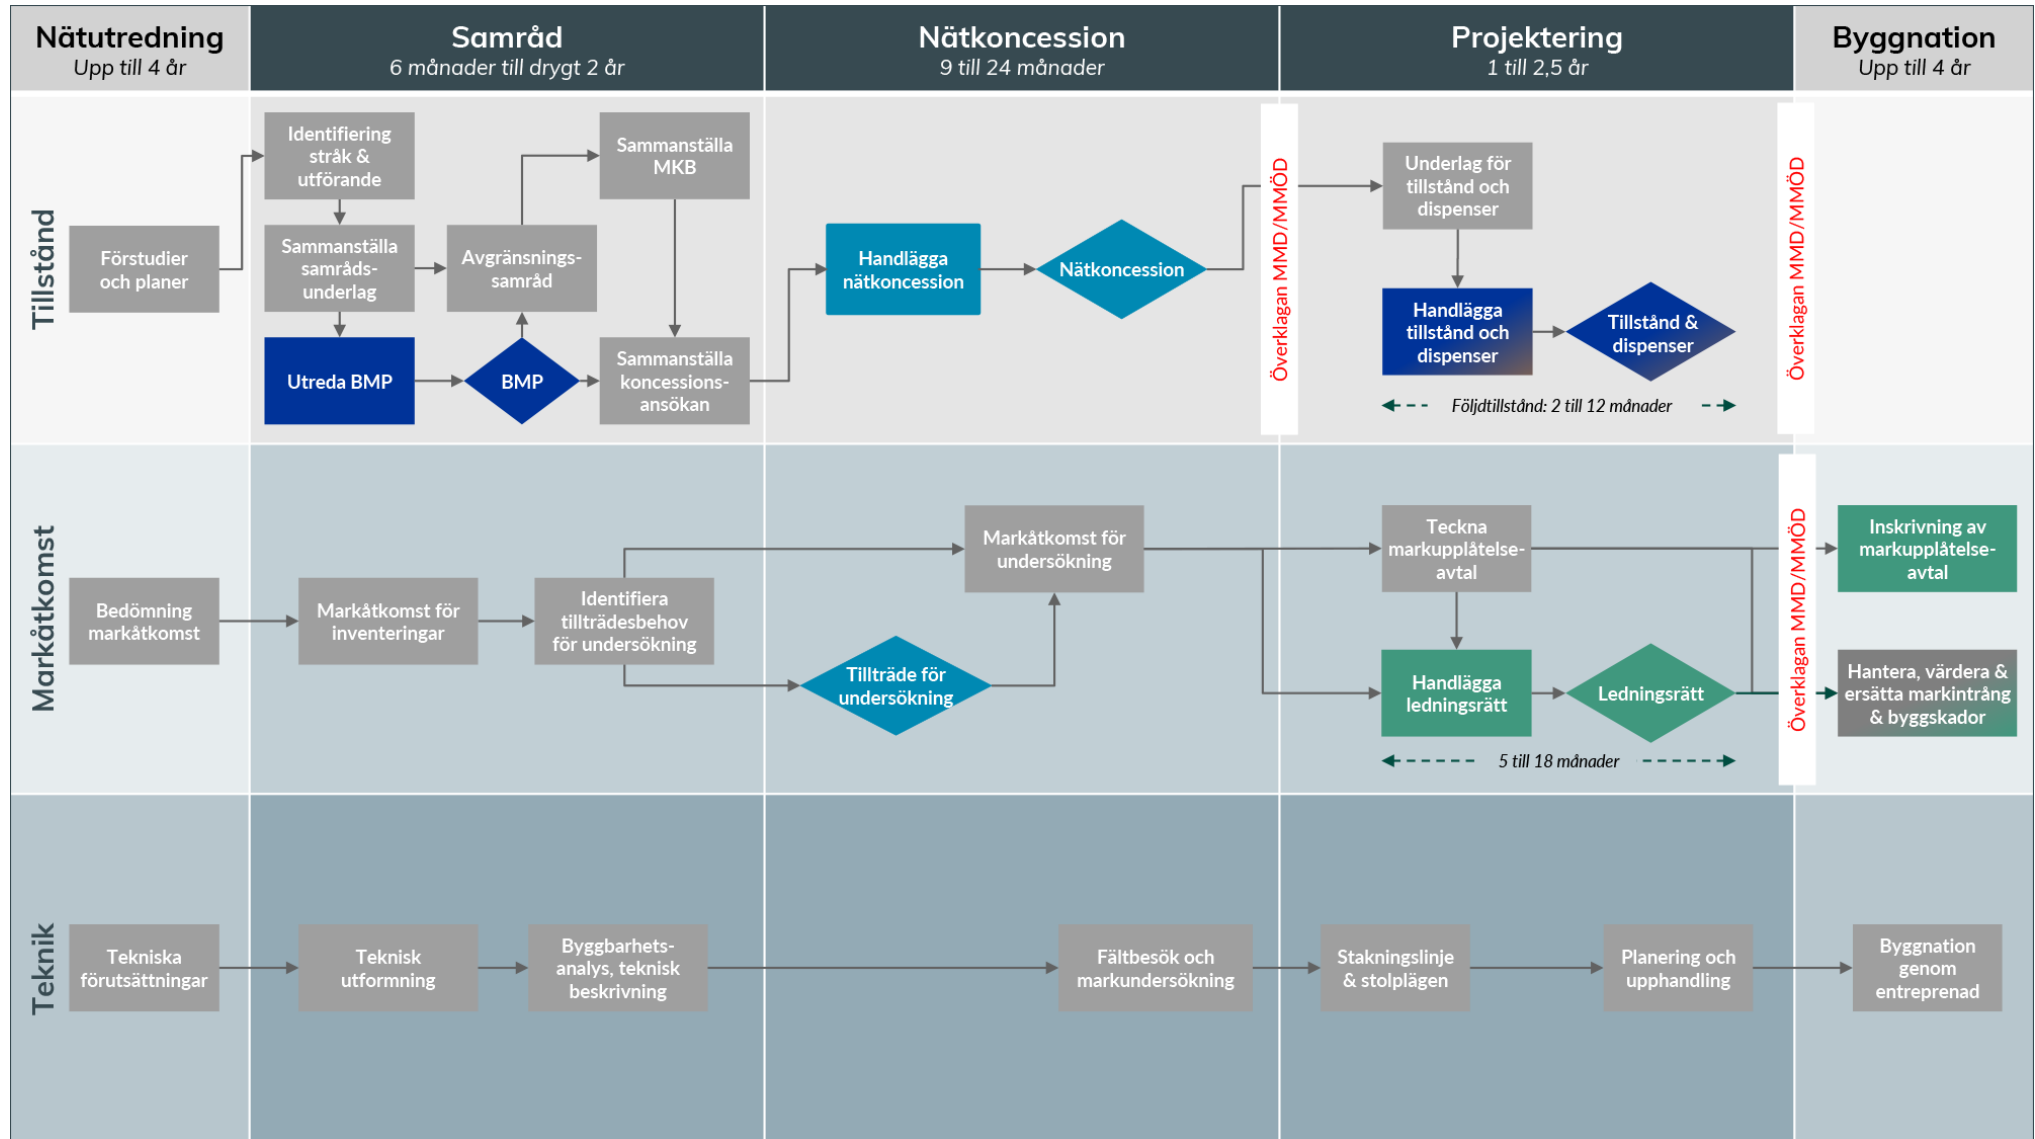 Nätutredning
Upp till 4 år
Samråd
6 månader till drygt 2 år
Nätkoncession
9 till 24 månader
Projektering
1 till 2,5 år
Byggnation
Upp till 4 år
Tillstånd
Förstudier
och planer
Identifiering
stråk &
utförande
Sammanställa
samråds-
underlag
Utreda BMP
Avgränsnings-
samråd
BMP
Sammanställa
MKB
Sammanställa
koncessions-
ansökan
Handlägga
nätkoncession
Nätkoncession
Överklagan MMD/MMÖD
Underlag för
tillstånd och
dispenser
Handlägga
tillstånd och
dispenser
Tillstånd &
dispenser
Följdtillstånd: 2 till 12 månader
Överklagan MMD/MMÖD
Markåtkomst
Bedömning
markåtkomst
Markåtkomst för
inventeringar
Identifiera
tillträdesbehov
för undersökning
Tillträde för
undersökning
Markåtkomst för
undersökning
Teckna
markupplåtelse-
avtal
Handlägga
ledningsrätt
Ledningsrätt
5 till 18 månader
Överklagan MMD/MMÖD
Inskrivning av
markupplåtelse-
avtal
Hantera, värdera &
ersätta markintrång
& byggskador
Teknik
Tekniska
förutsättningar
Teknisk
utformning
Byggbarhets-
analys, teknisk
beskrivning
Fältbesök och
markundersökning
Stakningslinje
& stolplägen
Planering och
upphandling
Byggnation
genom
entreprenad